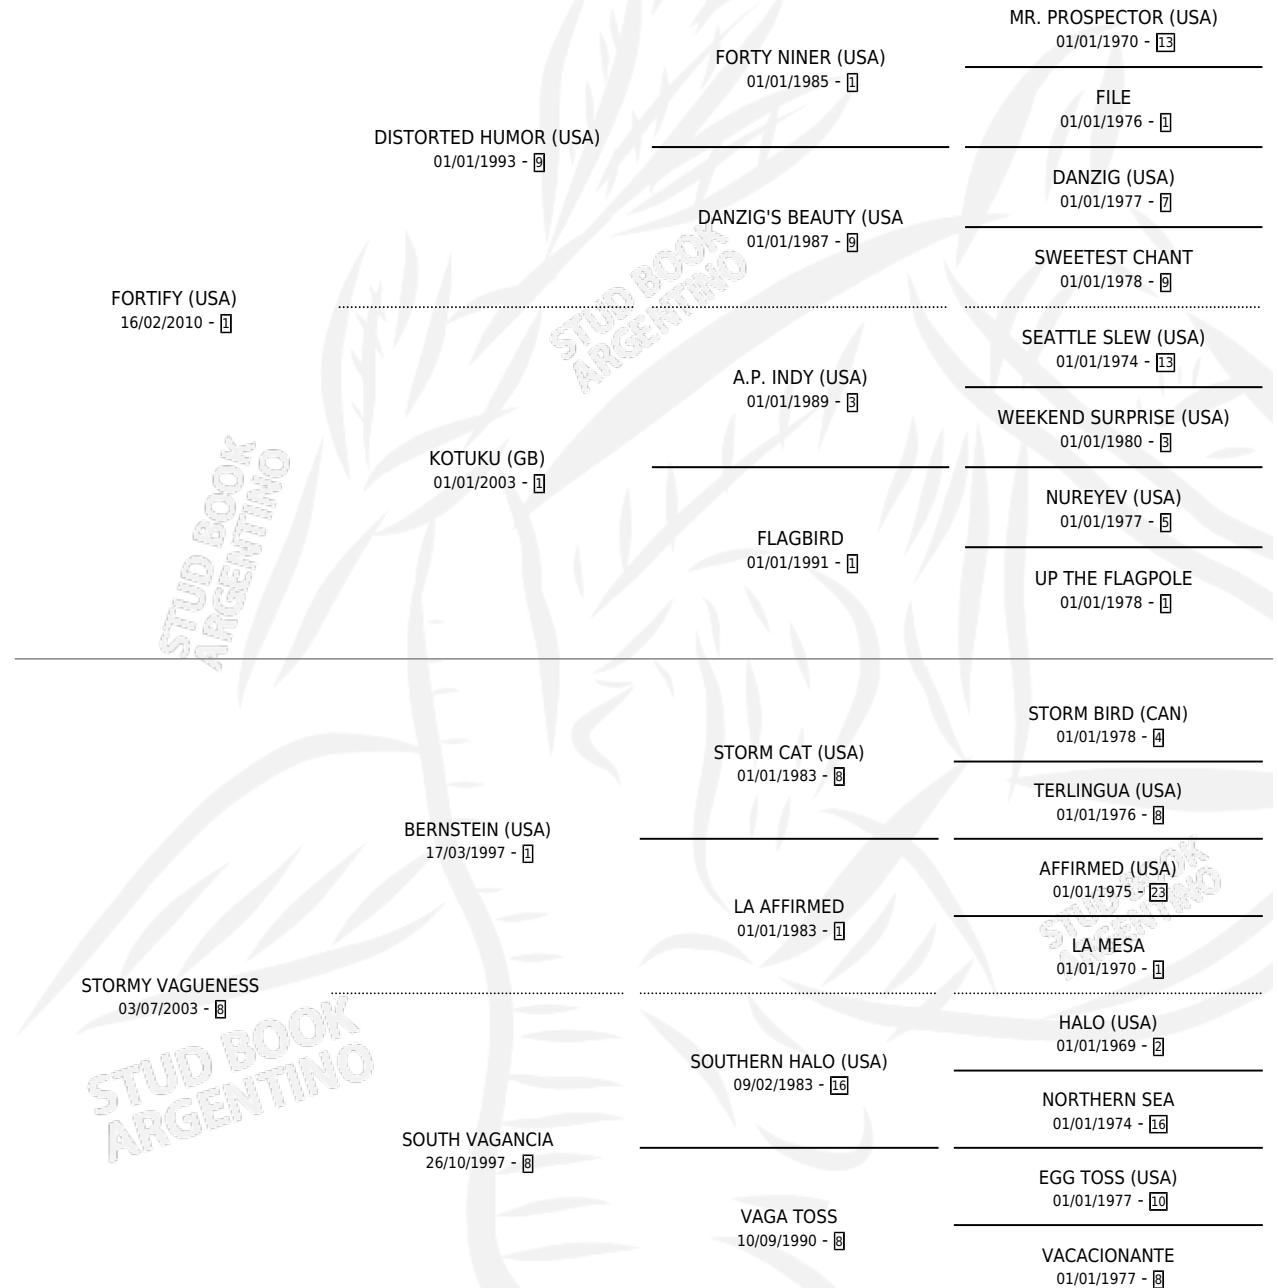 MR. PROSPECTOR (USA)
01/01/1970 - 13
FORTY NINER (USA)
01/01/1985 - 1
FILE
01/01/1976 - 1
DISTORTED HUMOR (USA)
01/01/1993 - 9
DANZIG (USA)
01/01/1977 - 7
DANZIG'S BEAUTY (USA
01/01/1987 - 9
SWEETEST CHANT
01/01/1978 - 9
FORTIFY (USA)
16/02/2010 - 1
SEATTLE SLEW (USA)
01/01/1974 - 13
A.P. INDY (USA)
01/01/1989 - 3
WEEKEND SURPRISE (USA)
01/01/1980 - 3
KOTUKU (GB)
01/01/2003 - 1
NUREYEV (USA)
01/01/1977 - 5
FLAGBIRD
01/01/1991 - 1
UP THE FLAGPOLE
01/01/1978 - 1
STORM BIRD (CAN)
01/01/1978 - 4
STORM CAT (USA)
01/01/1983 - 8
TERLINGUA (USA)
01/01/1976 - 8
BERNSTEIN (USA)
17/03/1997 - 1
AFFIRMED (USA)
01/01/1975 - 23
LA AFFIRMED
01/01/1983 - 1
LA MESA
01/01/1970 - 1
STORMY VAGUENESS
03/07/2003 - 8
HALO (USA)
01/01/1969 - 2
SOUTHERN HALO (USA)
09/02/1983 - 16
NORTHERN SEA
01/01/1974 - 16
SOUTH VAGANCIA
26/10/1997 - 8
EGG TOSS (USA)
01/01/1977 - 10
VAGA TOSS
10/09/1990 - 8
VACACIONANTE
01/01/1977 - 8
STUD BOOK
ARGENTINO
STUD BOOK
ARGENTINO
STUD BOOK
ARGENTINO
STUD BOOK
ARGENTINO